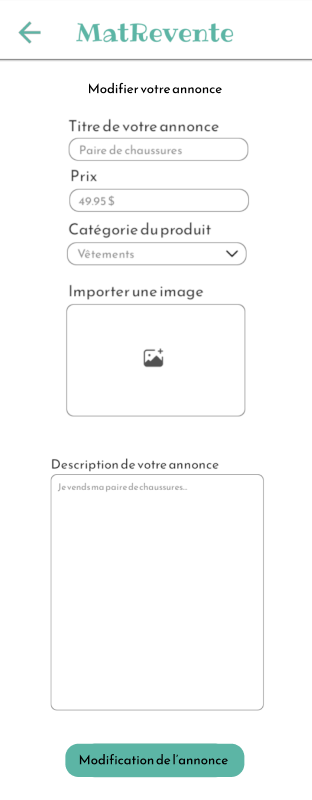 MatRevente
Modifier votre annonce
Titre de votre annonce
Paire de chaussures
Prix
49.95 $
Catégorie du produit
Vêtements
Importer une image
Description de votre annonce
Je vends ma paire de chaussures...
Modification de l'annonce